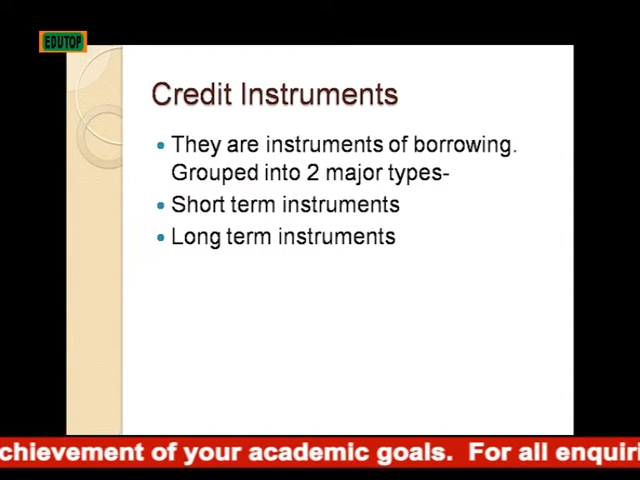 EDUTOP
Credit Instruments
• They are instruments of borrowing.
Grouped into 2 major types-
• Short term instruments
• Long term instruments
chievement of your academic goals. For all enquiri